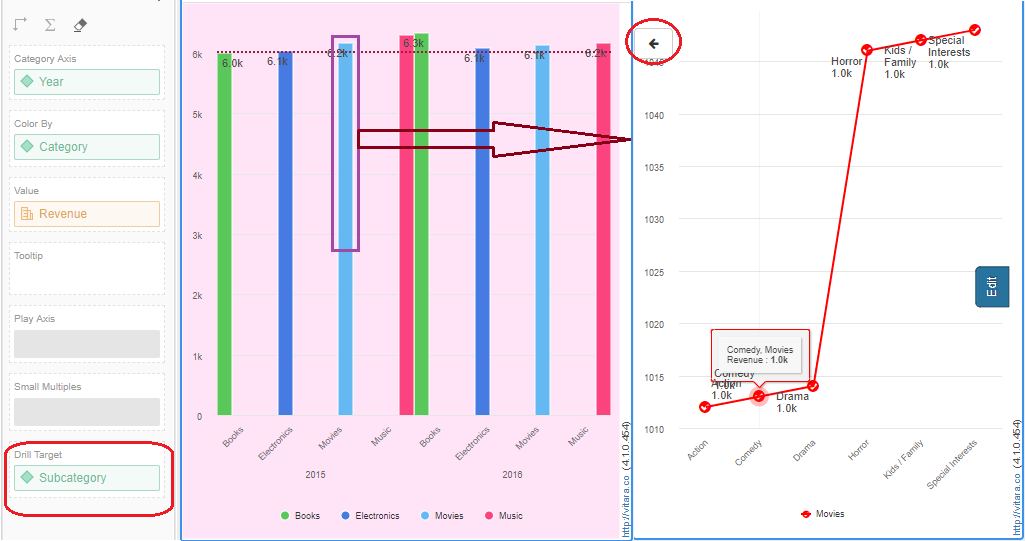 Category Axis
Year
Color By
Category
Value
Revenue
Tooltip
Play Axis
Small Multiples
Drill Target
Subcategory
6k
5k
4k
3k
2k
1k
0
6.0k
6.1k
6.2k
6.3k
6.1k
6.1k
6.2k
Books
Electronics
Movies
Music
Books
Electronics
Movies
Music
2015
2016
Books
Electronics
Movies
Music
http://vitara.co (4.1.0.454)
1045
1040
1035
1030
1025
1020
1015
1010
Horror
1.0k
Kids /
Family
1.0k
Special
Interests
1.0k
Edit
Comedy, Movies
Revenue : 1.0k
Comedy
1.0k
Action
1.0k
Drama
1.0k
Action
Comedy
Drama
Horror
Kids / Family
Special Interests
Movies
http://vitara.co (4.1.0.454)